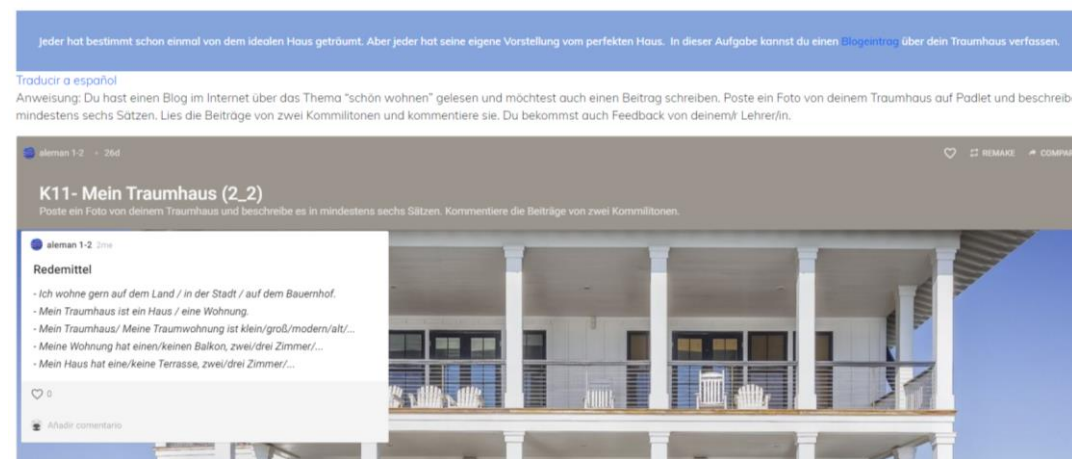 Jeder hat bestimmt schon einmal von dem idealen Haus geträumt. Aber jeder hat seine eigene Vorstellung vom perfekten Haus. In dieser Aufgabe kannst du einen Blogeintrag über dein Traumhaus verfassen.
Traducir a español
Anweisung: Du hast einen Blog im Internet über das Thema "schön wohnen" gelesen und möchtest auch einen Beitrag schreiben. Poste ein Foto von deinem Traumhaus auf Padlet und beschreibe
mindestens sechs Sätzen. Lies die Beiträge von zwei Kommilitonen und kommentiere sie. Du bekommst auch Feedback von deinem/r Lehrer/in.
aleman 1-2 • 26d
REMAKE COMPAR
K11- Mein Traumhaus (2_2)
Poste ein Foto von deinem Traumhaus und beschreibe es in mindestens sechs Sätzen. Kommentiere die Beiträge von zwei Kommilitonen.
aleman 1-2 2me
Redemittel
- Ich wohne gern auf dem Land / in der Stadt / auf dem Bauernhof.
- Mein Traumhaus ist ein Haus / eine Wohnung.
- Mein Traumhaus/ Meine Traumwohnung ist klein/groß/modern/alt/...
- Meine Wohnung hat einen/keinen Balkon, zwei/drei Zimmer/...
- Mein Haus hat eine/keine Terrasse, zwei/drei Zimmer/...
0
Añadir comentario